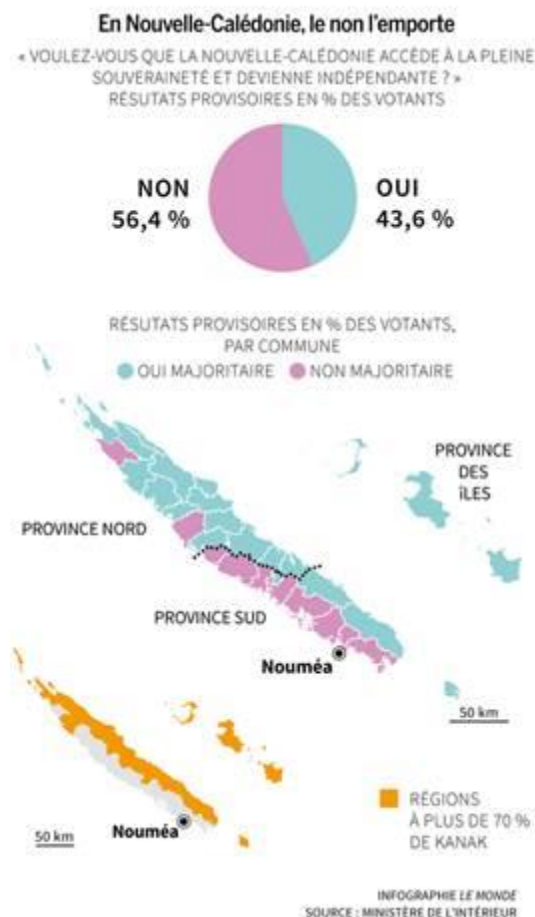 En Nouvelle-Calédonie, le non l'emporte
« VOULEZ-VOUS QUE LA NOUVELLE-CALÉDONIE ACCÈDE À LA PLEINE
SOUVERAINETÉ ET DEVIENNE INDÉPENDANTE ? »
RÉSULTATS PROVISOIRES EN % DES VOTANTS
NON
56,4 %
OUI
43,6 %
RÉSUTATS PROVISOIRES EN % DES VOTANTS,
PAR COMMUNE
OUI MAJORITAIRE NON MAJORITAIRE
PROVINCE
DES
ÎLES
PROVINCE NORD
PROVINCE SUD
Nouméa
50 km
RÉGIONS
À PLUS DE 70 %
DE KANAK
50 km
Nouméa
INFOGRAPHIE LE MONDE
SOURCE : MINISTÈRE DE L'INTÉRIEUR